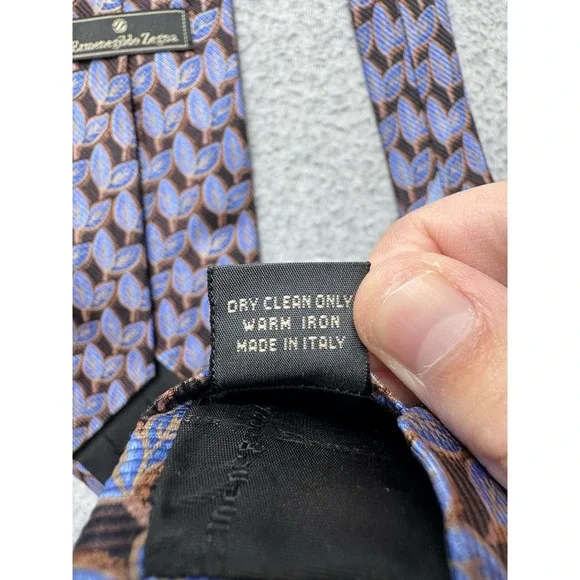 Ermenegildo Zegna
DRY CLEAN ONLY
WARM IRON
MADE IN ITALY